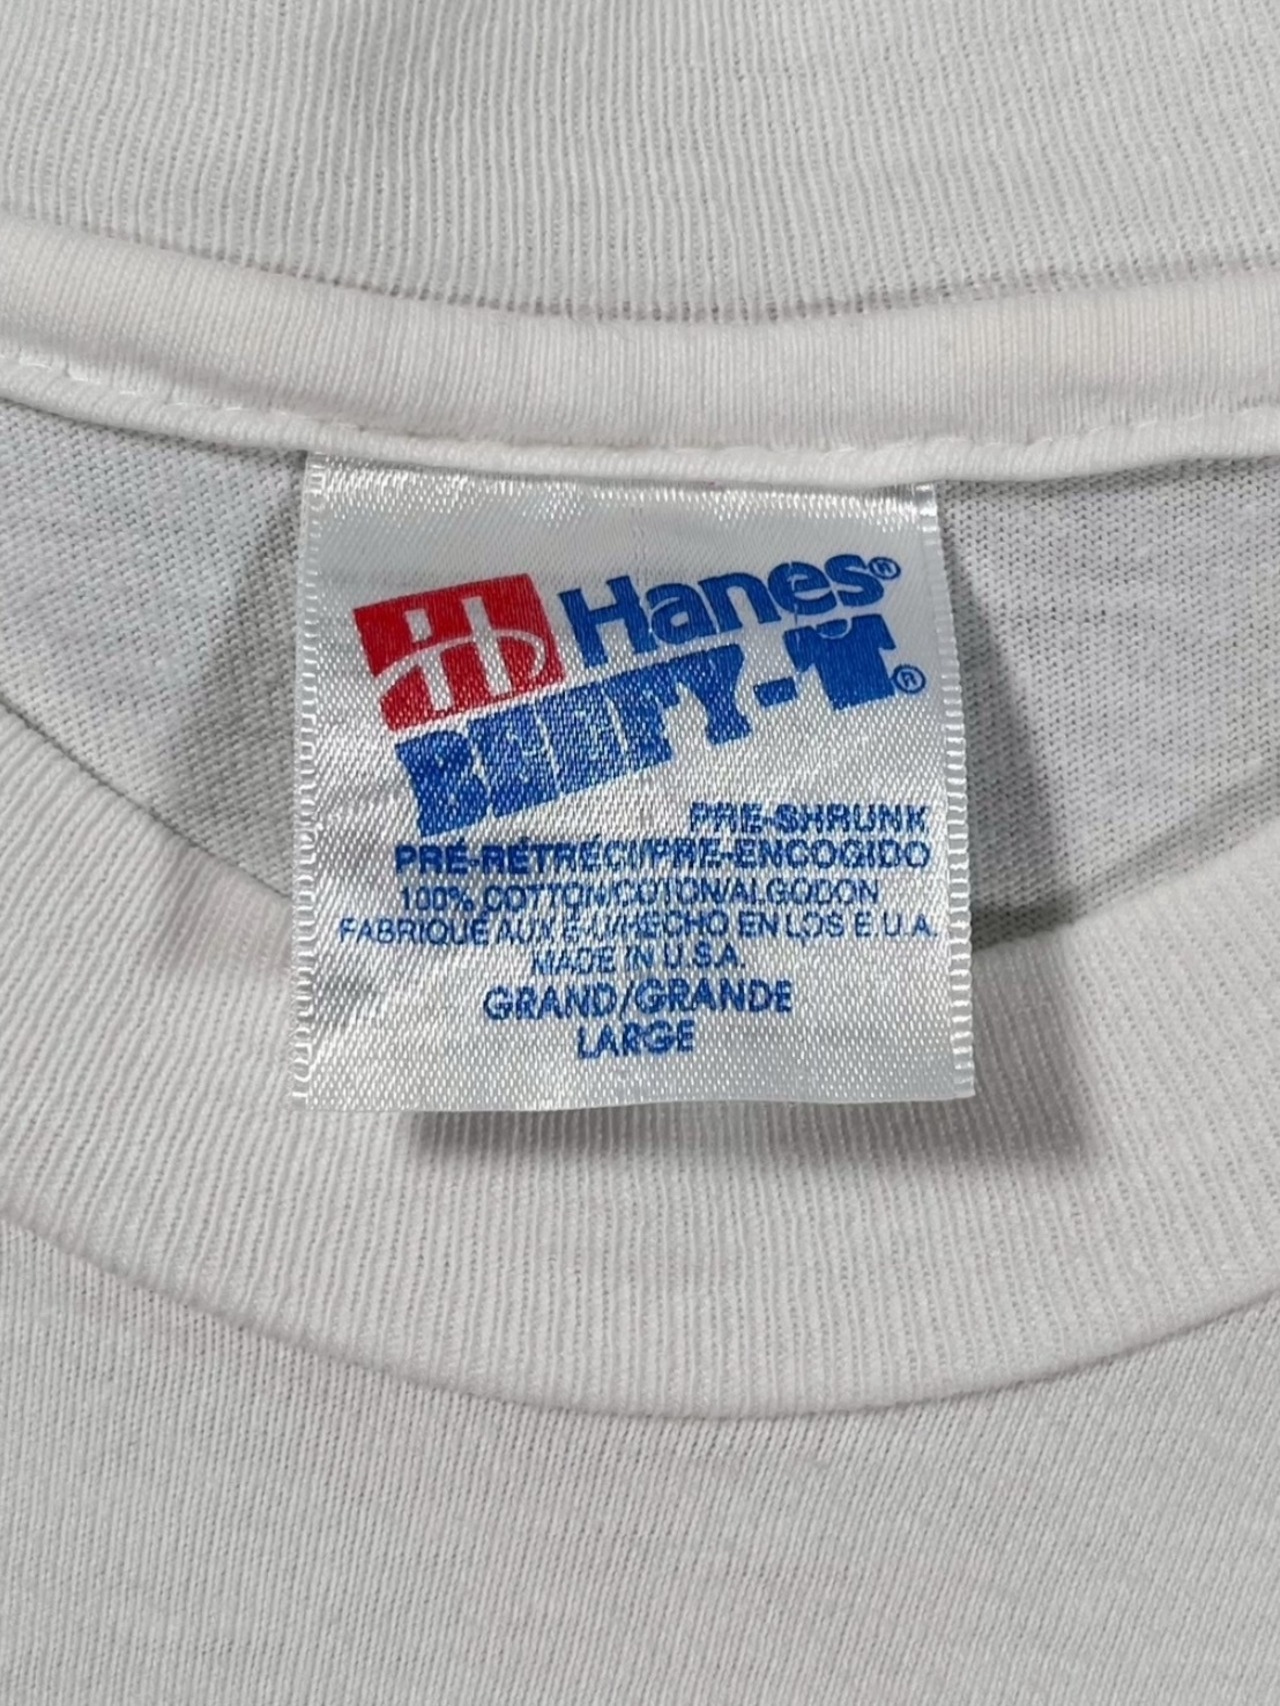 Hanes®
BEEFY-T®
PRE-SHRUNK
PRÉ-RÉTRÉCI/PRE-ENCOGIDO
100% COTTON/COTON/ALGODON
FABRIQUÉ AUX É-U/HECHO EN LOS E.U.A.
MADE IN U.S.A.
GRAND/GRANDE
LARGE